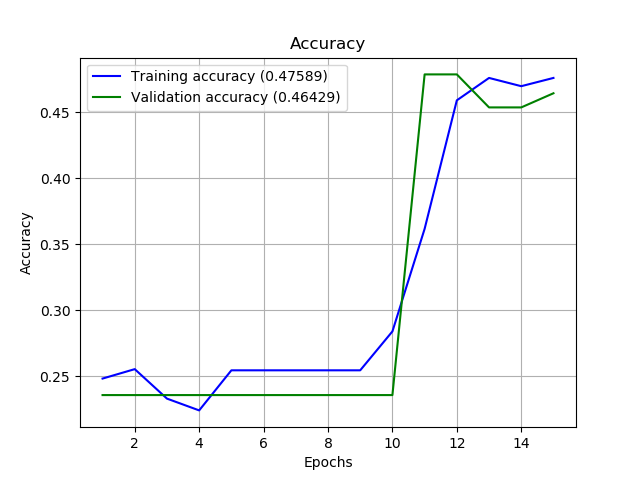 Accuracy
Training accuracy (0.47589)
Validation accuracy (0.46429)
0.45
0.40
0.35
0.30
0.25
Accuracy
2 4 6 8 10 12 14
Epochs